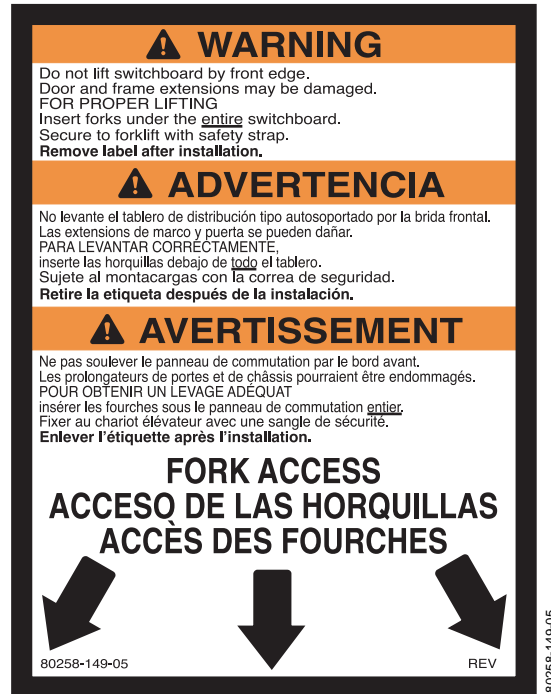 WARNING
Do not lift switchboard by front edge.
Door and frame extensions may be damaged.
FOR PROPER LIFTING
Insert forks under the entire switchboard.
Secure to forklift with safety strap.
Remove label after installation.
ADVERTENCIA
No levante el tablero de distribución tipo autosoportado por la brida frontal.
Las extensiones de marco y puerta se pueden dañar.
PARA LEVANTAR CORRECTAMENTE,
inserte las horquillas debajo de todo el tablero.
Sujete al montacargas con la correa de seguridad.
Retire la etiqueta después de la instalación.
AVERTISSEMENT
Ne pas soulever le panneau de commutation par le bord avant.
Les prolongateurs de portes et de châssis pourraient être endommagés.
POUR OBTENIR UN LEVAGE ADÉQUAT
insérer les fourches sous le panneau de commutation entier.
Fixer au chariot élévateur avec une sangle de sécurité.
Enlever l'étiquette après l'installation.
FORK ACCESS
ACCESO DE LAS HORQUILLAS
ACCÈS DES FOURCHES
80258-149-05
REV
80258-149-05